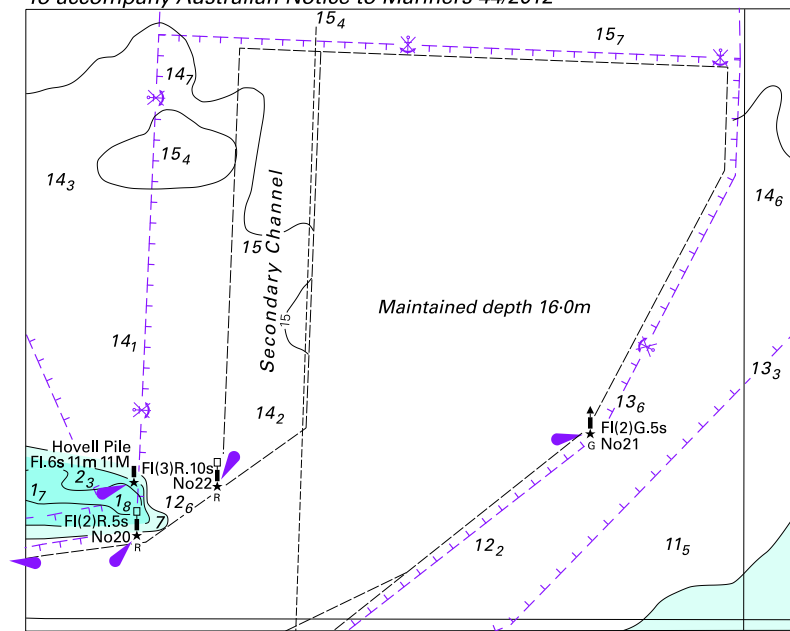 To accompany Australian Notice to Mariners 44/2012
15₄
15₇
14₇
15₄
14₃
14₆
15
Secondary Channel
15
Maintained depth 16·0m
14₁
13₃
13₆
14₂
Fl(2)G.5s
No21
G
Hovell Pile
Fl.6s 11m 11M
Fl(3)R.10s
No22
R
2₃
1₇
1₈
12₆
7
Fl(2)R.5s
No20
R
12₂
11₅